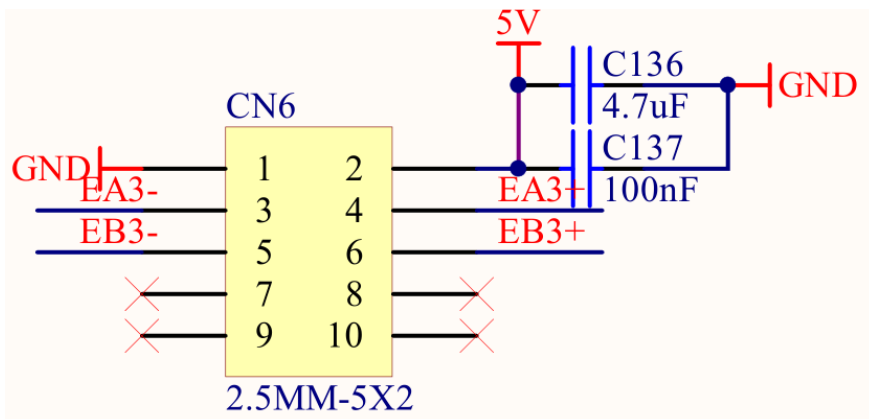 5V
C136
4.7uF
GND
CN6
C137
100nF
GND
1 2
EA3-
EA3+
3 4
EB3-
EB3+
5 6
7 8
9 10
2.5MM-5X2